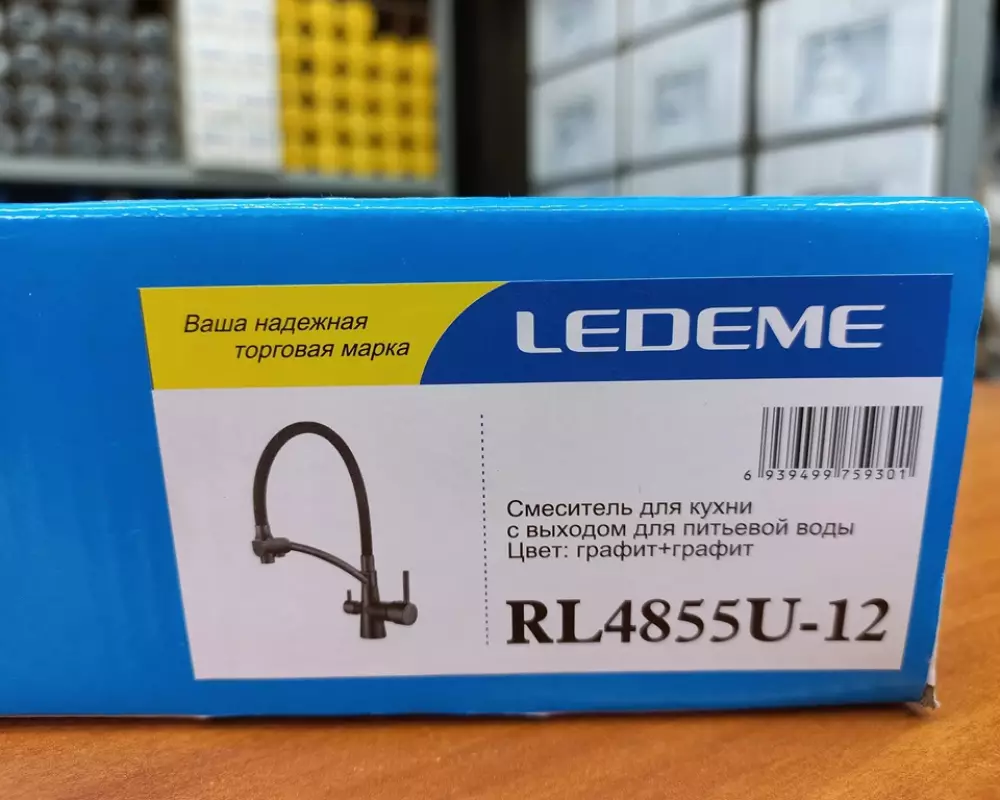 Ваша надежная
торговая марка
LEDEME
6 939499 759301
Смеситель для кухни
с выходом для питьевой воды
Цвет: графит+графит
RL4855U-12